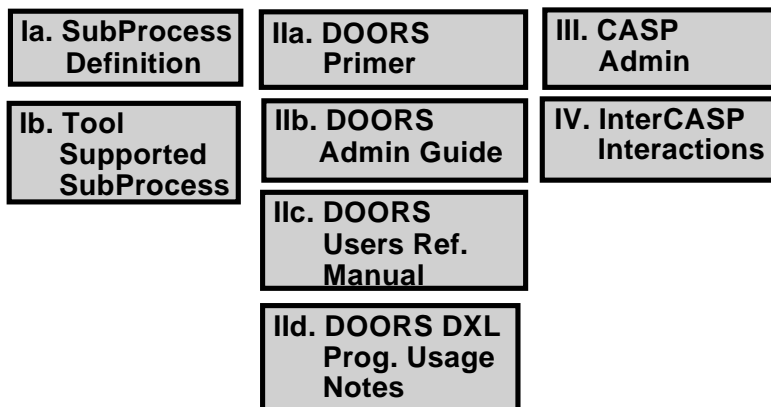 Ia. SubProcess
Definition
Ib. Tool
Supported
SubProcess
IIa. DOORS
Primer
IIb. DOORS
Admin Guide
IIc. DOORS
Users Ref.
Manual
IId. DOORS DXL
Prog. Usage
Notes
III. CASP
Admin
IV. InterCASP
Interactions